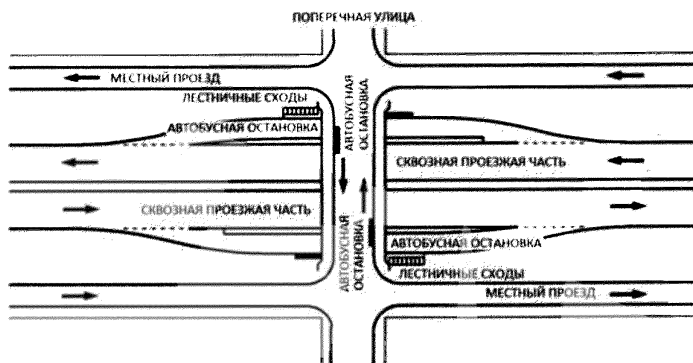 ПОПЕРЕЧНАЯ УЛИЦА
МЕСТНЫЙ ПРОЕЗД
ЛЕСТНИЧНЫЕ СХОДЫ
АВТОБУСНАЯ ОСТАНОВКА
АВТОБУСНАЯ
ОСТАНОВКА
СКВОЗНАЯ ПРОЕЗЖАЯ ЧАСТЬ
СКВОЗНАЯ ПРОЕЗЖАЯ ЧАСТЬ
АВТОБУСНАЯ
ОСТАНОВКА
АВТОБУСНАЯ ОСТАНОВКА
ЛЕСТНИЧНЫЕ СХОДЫ
МЕСТНЫЙ ПРОЕЗД